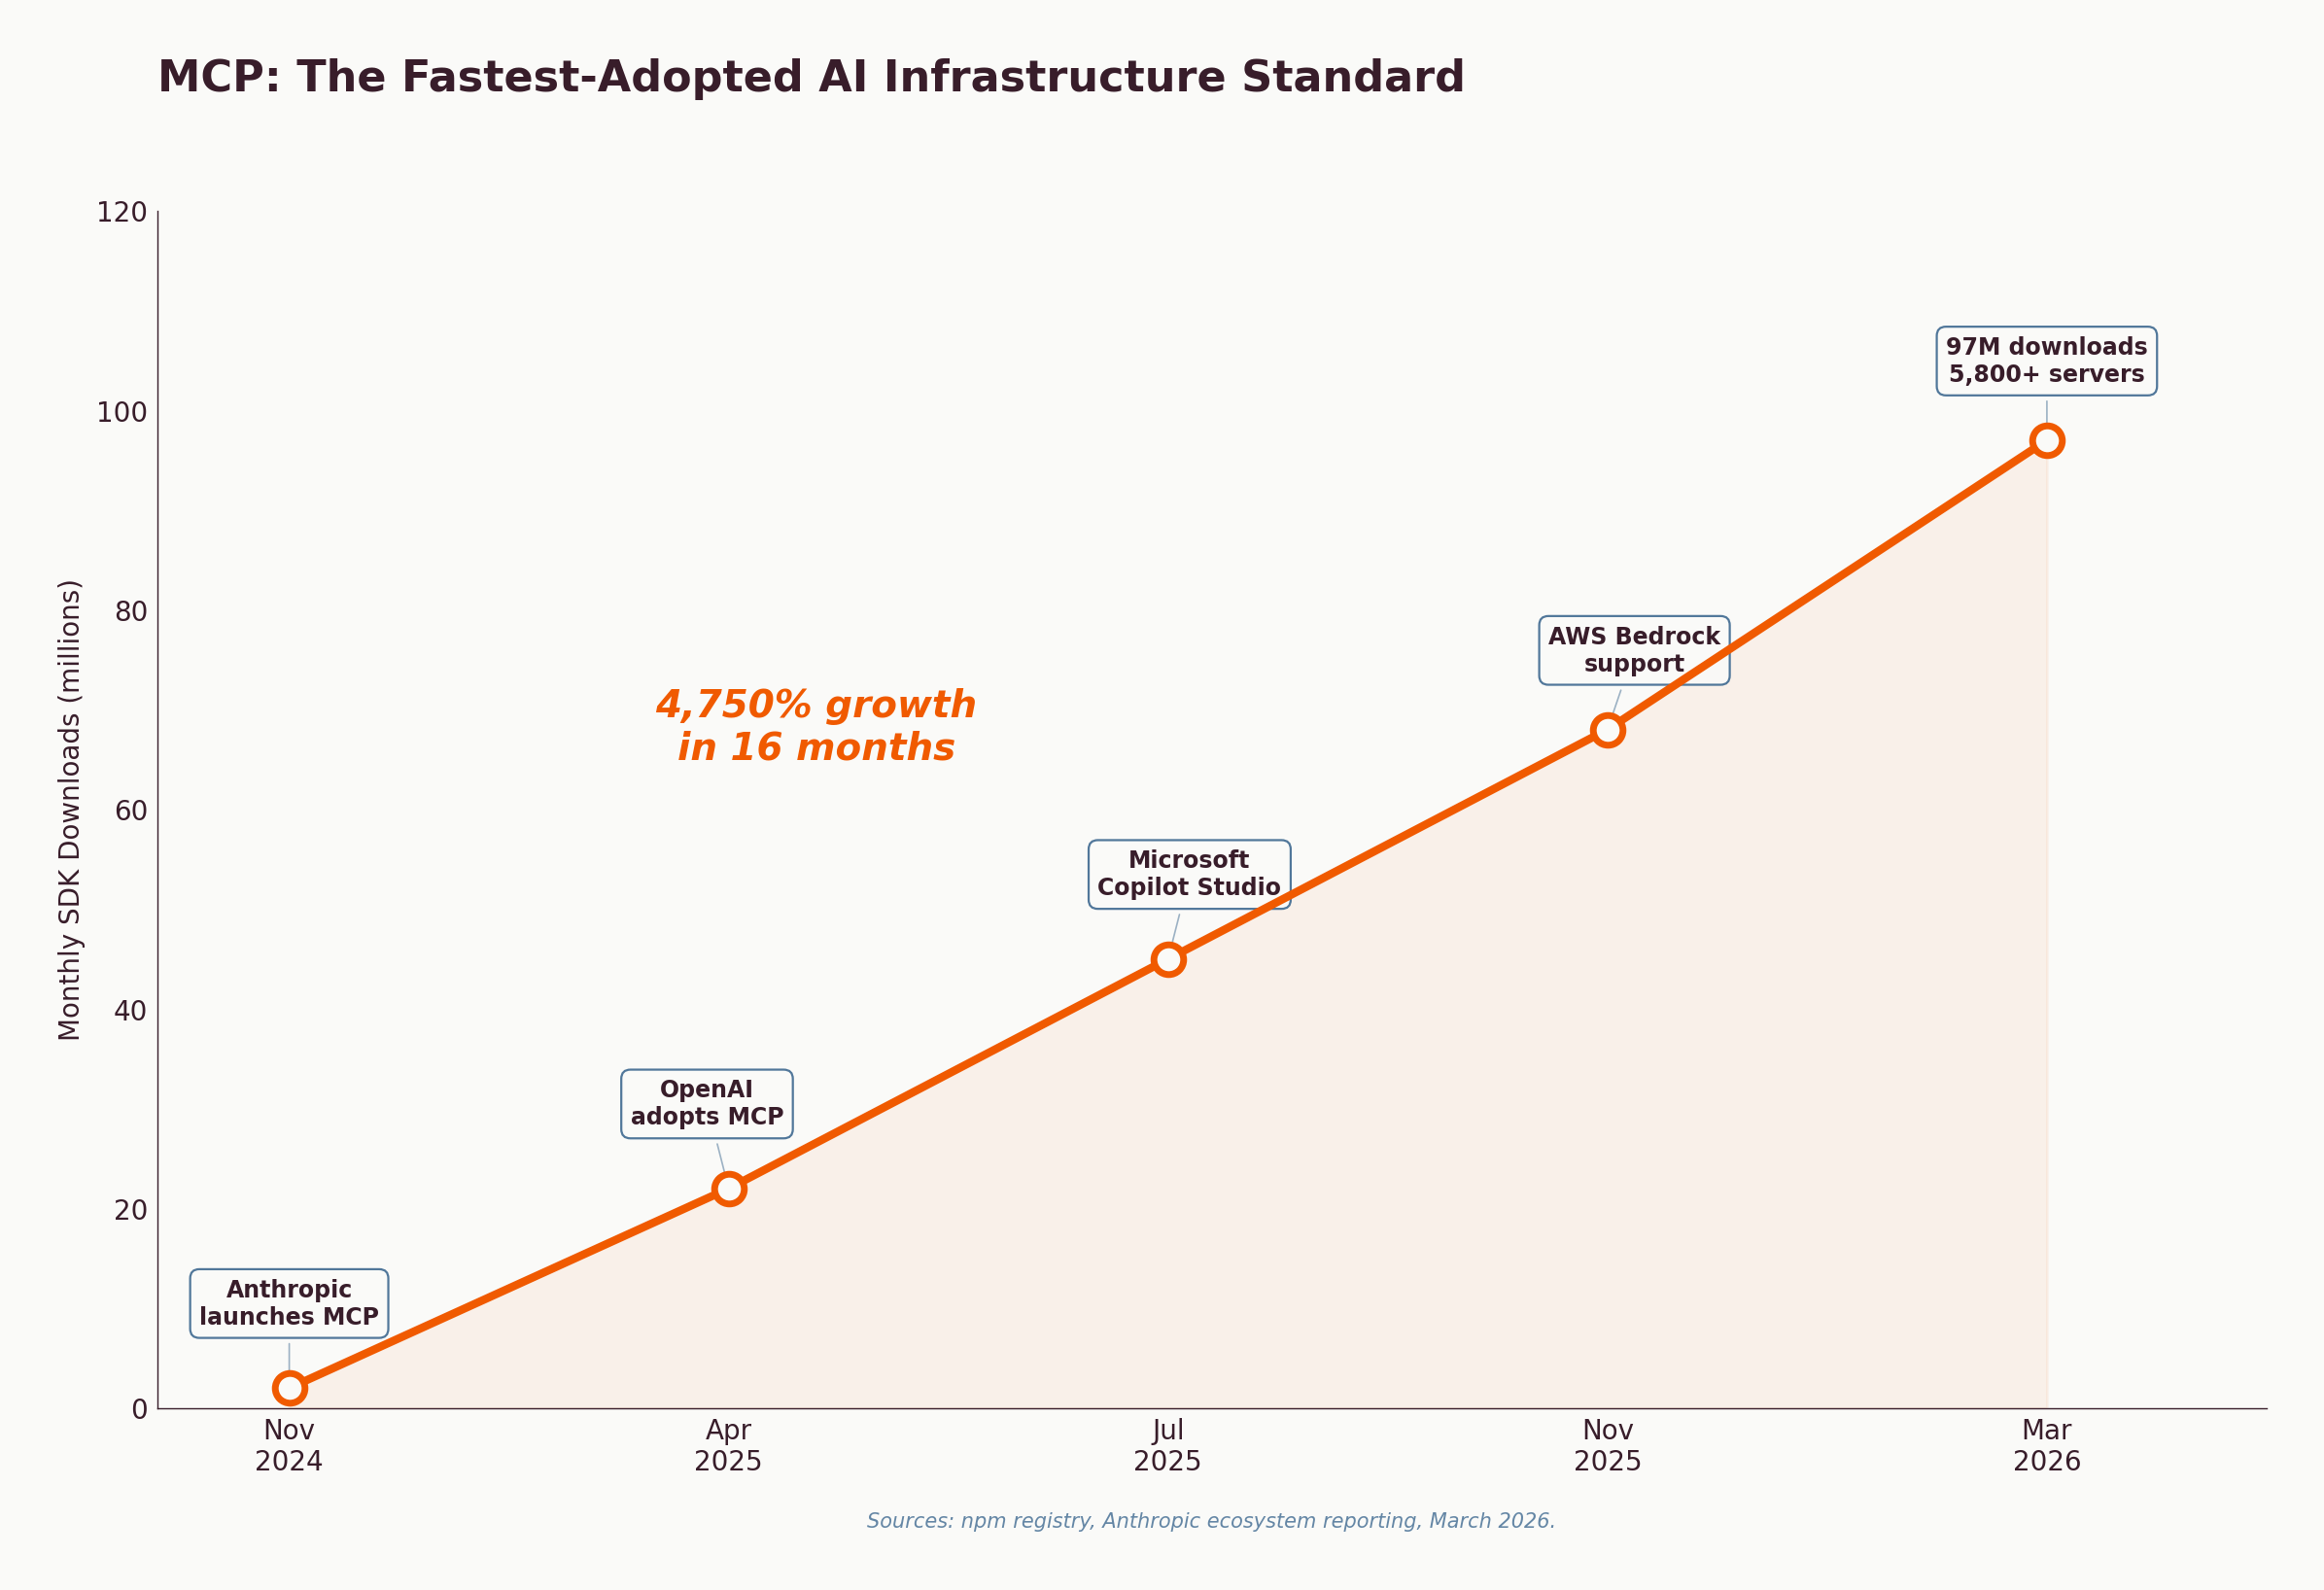 MCP: The Fastest-Adopted AI Infrastructure Standard
120
100
80
60
40
20
0
Monthly SDK Downloads (millions)
97M downloads
5,800+ servers
AWS Bedrock
support
4,750% growth
in 16 months
Microsoft
Copilot Studio
OpenAI
adopts MCP
Anthropic
launches MCP
Nov
2024
Apr
2025
Jul
2025
Nov
2025
Mar
2026
Sources: npm registry, Anthropic ecosystem reporting, March 2026.